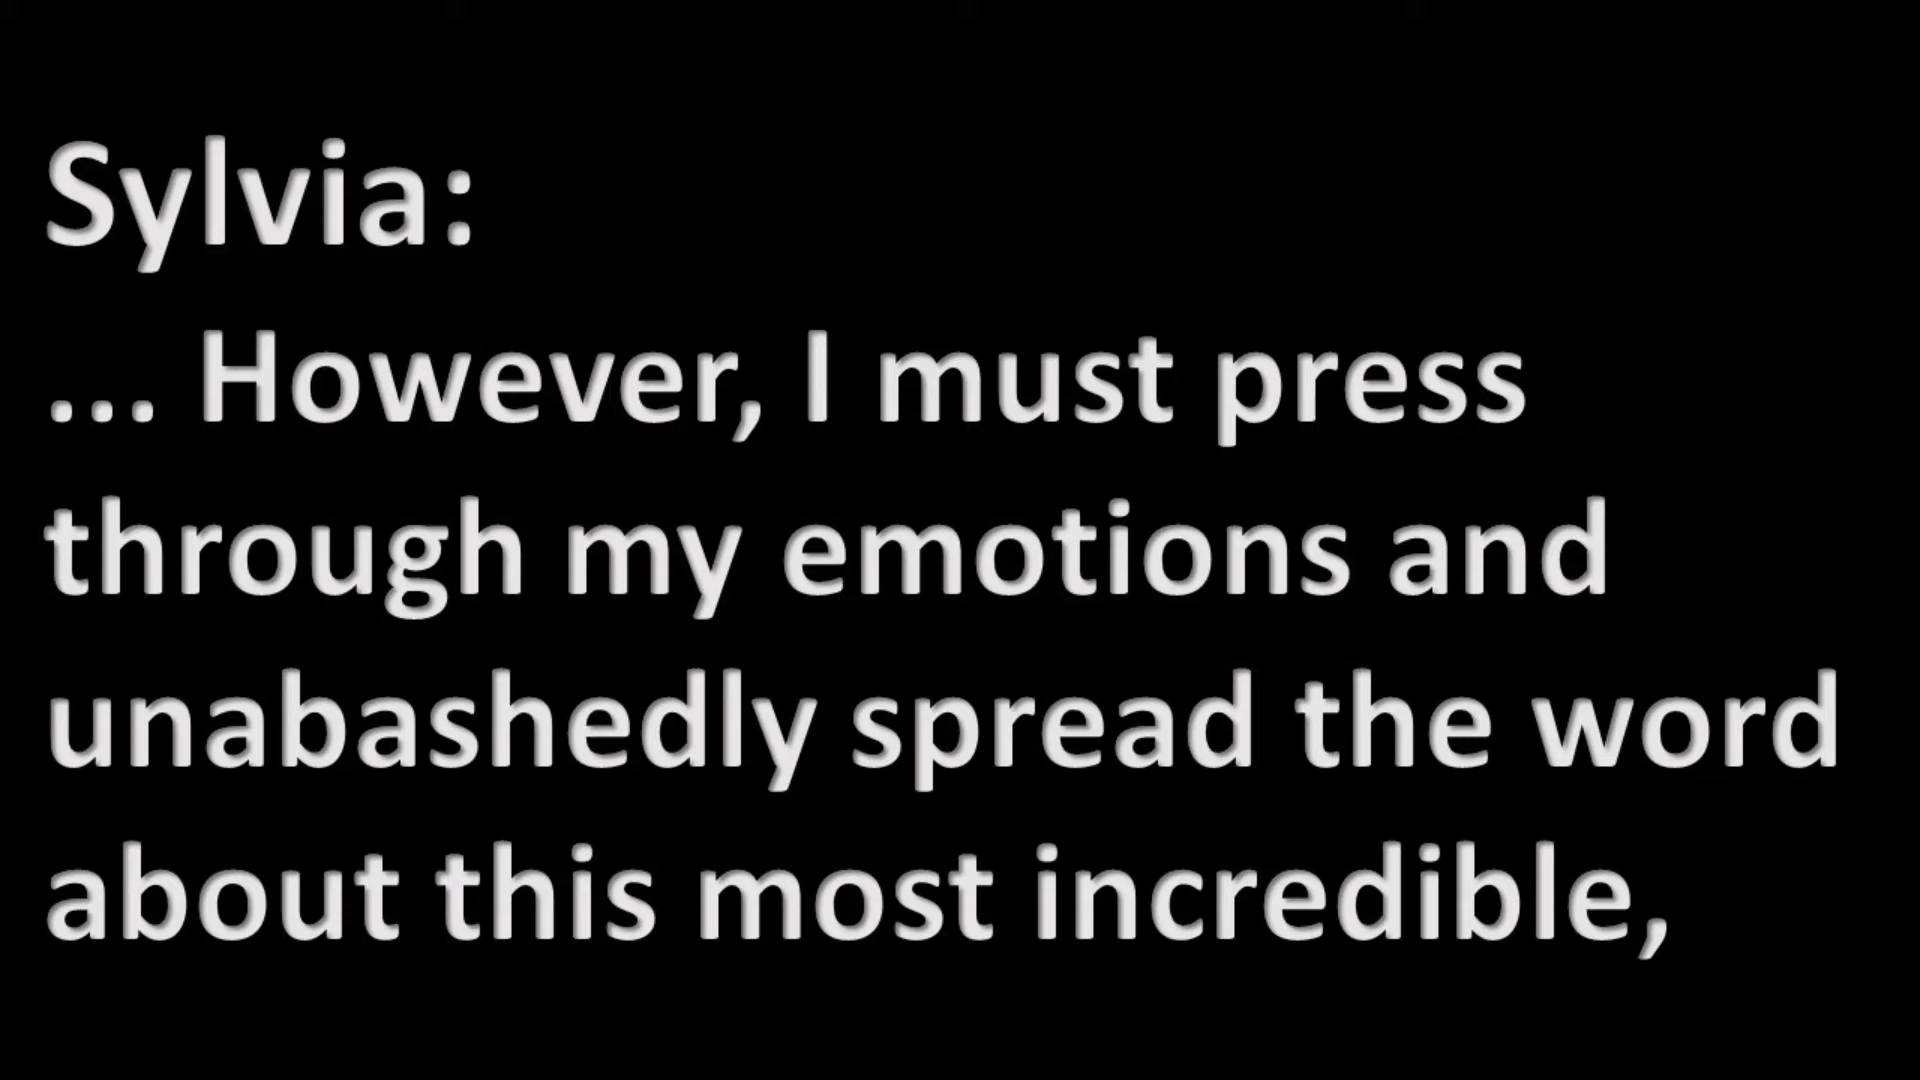 Sylvia:
... However, I must press
through my emotions and
unabashedly spread the word
about this most incredible,